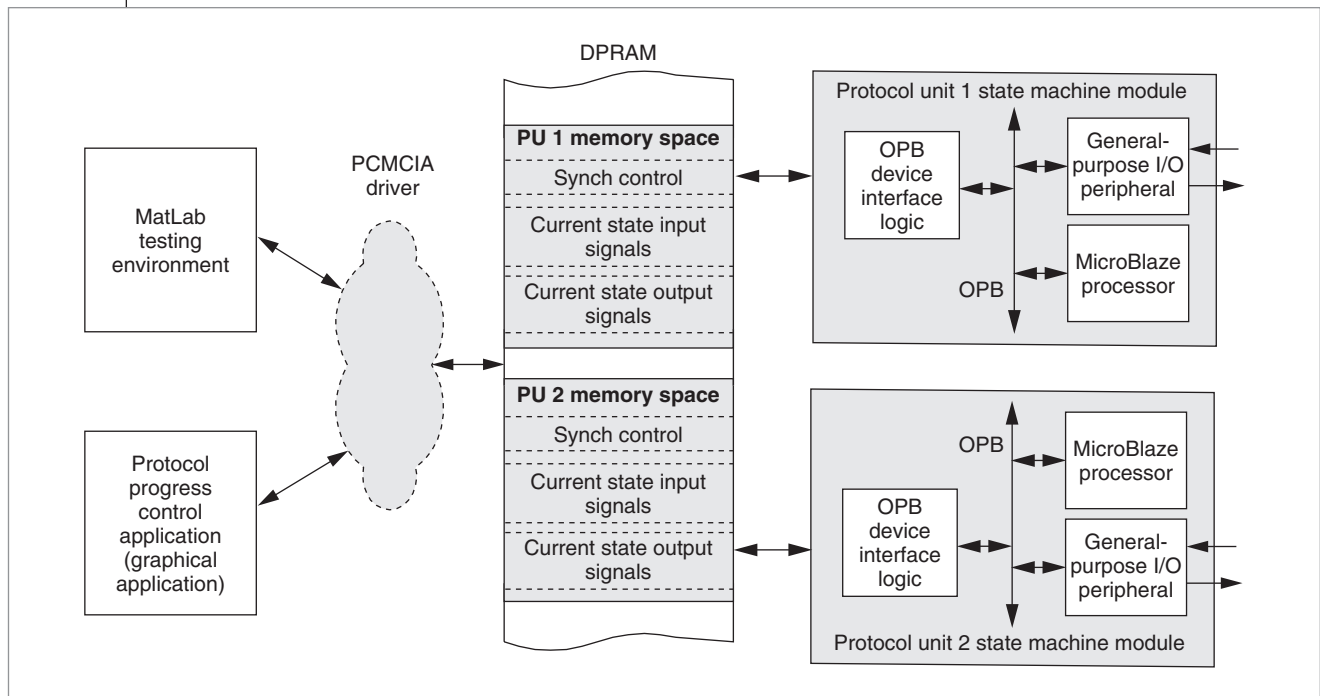 DPRAM
PCMCIA
driver
MatLab
testing
environment
Protocol
progress
control
application
(graphical
application)
PU 1 memory space
Synch control
Current state input
signals
Current state output
signals
PU 2 memory space
Synch control
Current state input
signals
Current state output
signals
Protocol unit 1 state machine module
OPB
device
interface
logic
General-
purpose I/O
peripheral
MicroBlaze
processor
OPB
OPB
MicroBlaze
processor
OPB
device
interface
logic
General-
purpose I/O
peripheral
Protocol unit 2 state machine module